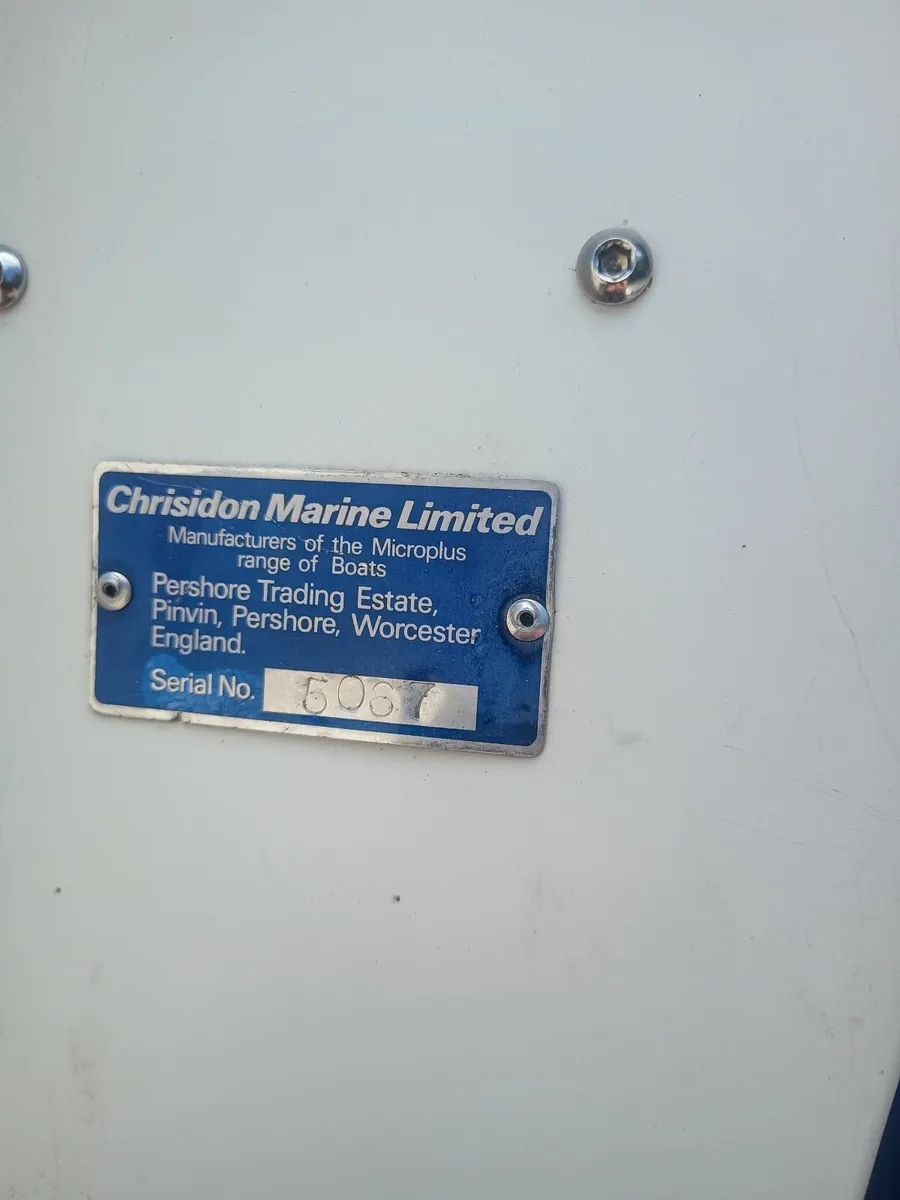 Chrisidon Marine Limited
Manufacturers of the Microplus
range of Boats
Pershore Trading Estate,
Pinvin, Pershore, Worcester
England.
Serial No. 5067